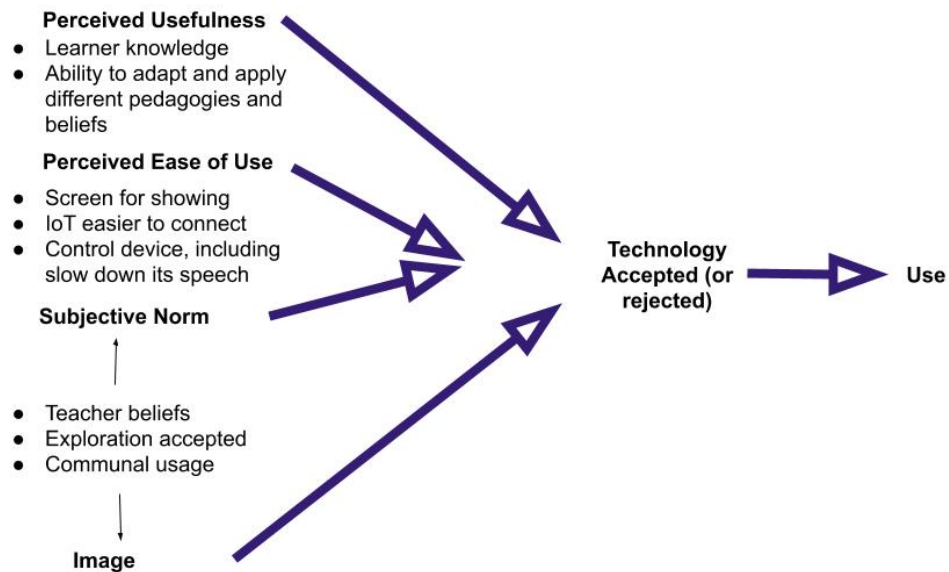 Perceived Usefulness
● Learner knowledge
● Ability to adapt and apply
different pedagogies and
beliefs
Perceived Ease of Use
● Screen for showing
● IoT easier to connect
● Control device, including
slow down its speech
Subjective Norm
● Teacher beliefs
● Exploration accepted
● Communal usage
Image
Technology
Accepted (or
rejected)
Use